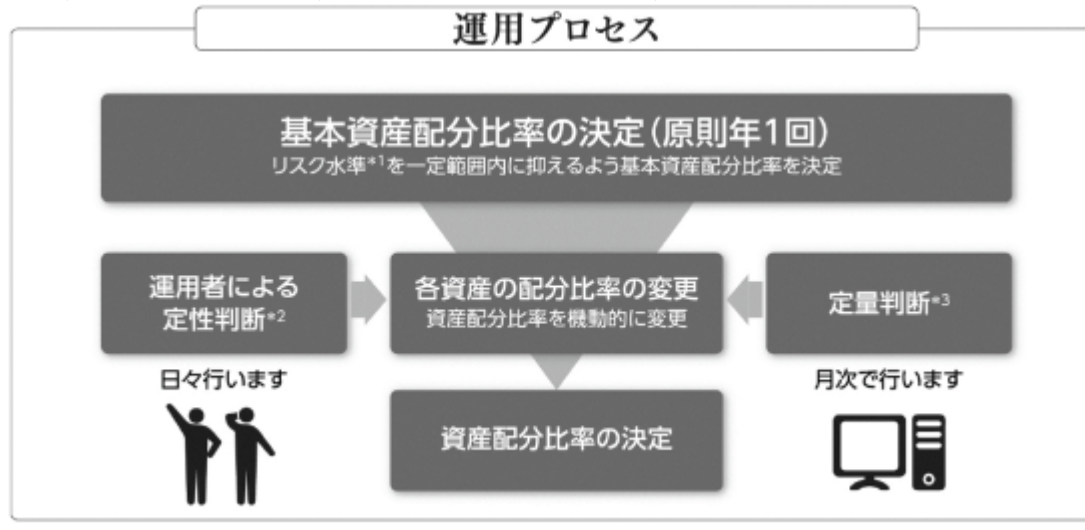 運用プロセス
基本資産配分比率の決定(原則年1回)
リスク水準*1を一定範囲内に抑えるよう基本資産配分比率を決定
運用者による
定性判断*2
各資産の配分比率の変更
資産配分比率を機動的に変更
定量判断*3
日々行います
月次で行います
資産配分比率の決定